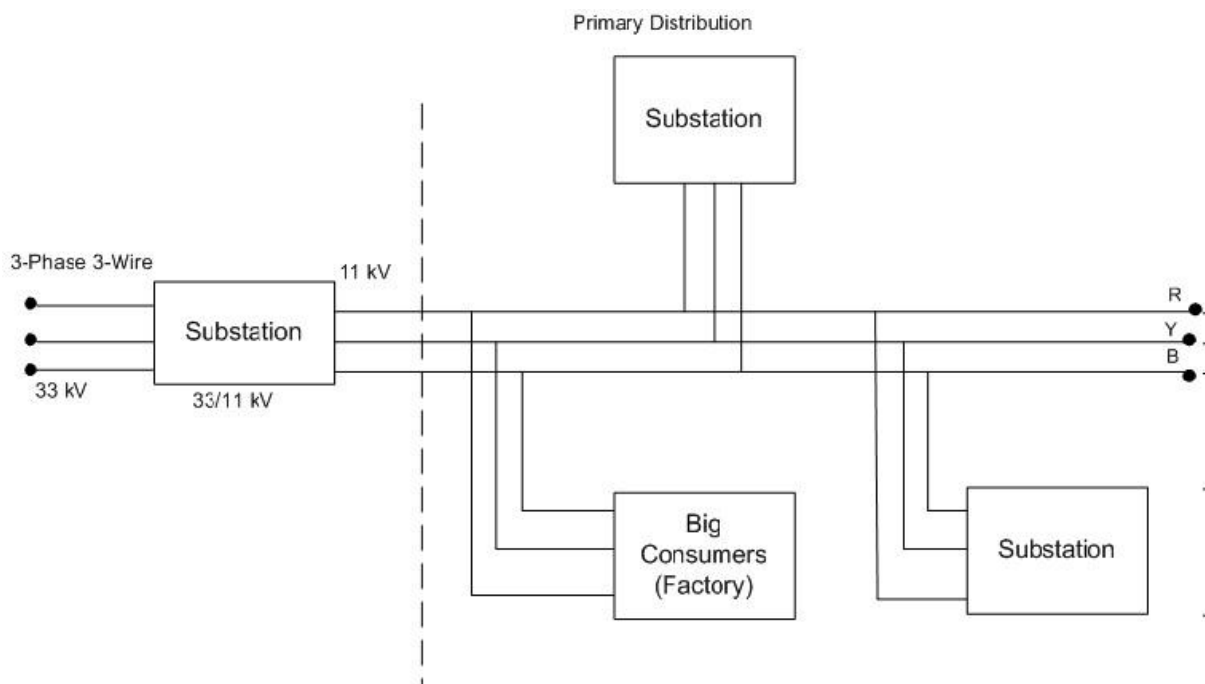 Primary Distribution
Substation
3-Phase 3-Wire
11 kV
Substation
33 kV
33/11 kV
R
Y
B
Big
Consumers
(Factory)
Substation